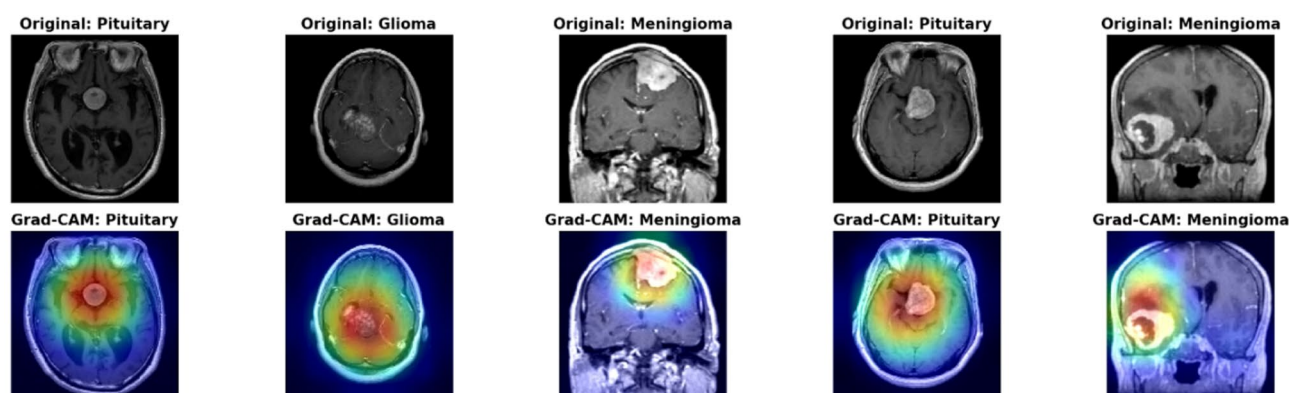 Original: Pituitary
Original: Glioma
Original: Meningioma
Original: Pituitary
Original: Meningioma
Grad-CAM: Pituitary
Grad-CAM: Glioma
Grad-CAM: Meningioma
Grad-CAM: Pituitary
Grad-CAM: Meningioma